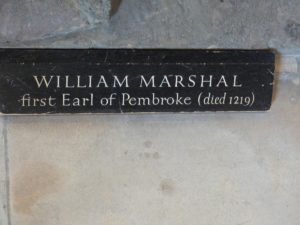 WILLIAM MARSHAL
first Earl of Pembroke (died 1219)